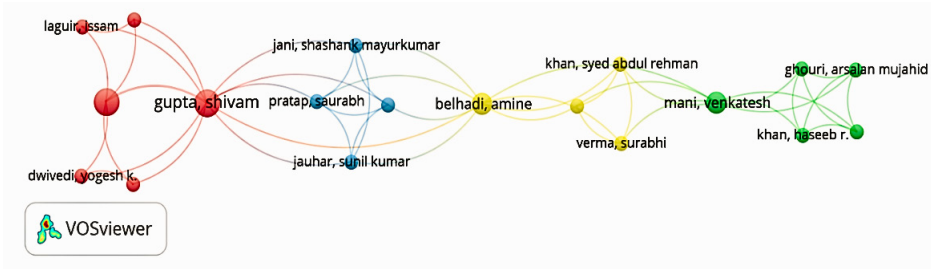 laguir, issam
jani, shashank mayurkumar
khan, syed abdul rehman
ghouri, arsalan mujahid
gupta, shivam
pratap, saurabh
belhadi, amine
mani, venkatesh
verma, surabhi
khan, haseeb r.
dwivedi, yogesh k.
jauhar, sunil kumar
VOSviewer